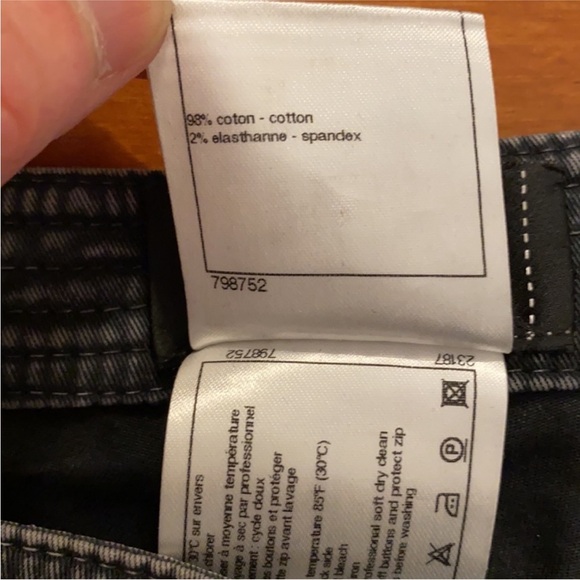 98% coton - cotton
2% elasthanne - spandex
798752
798752
23187
30°C sur envers
à moyenne température
à sec par professionnel
: cycle doux
boutons et protéger
zip avant lavage
temperature 85°F (30°C)
side
bleach
soft dry clean
buttons and protect zip
before washing
P